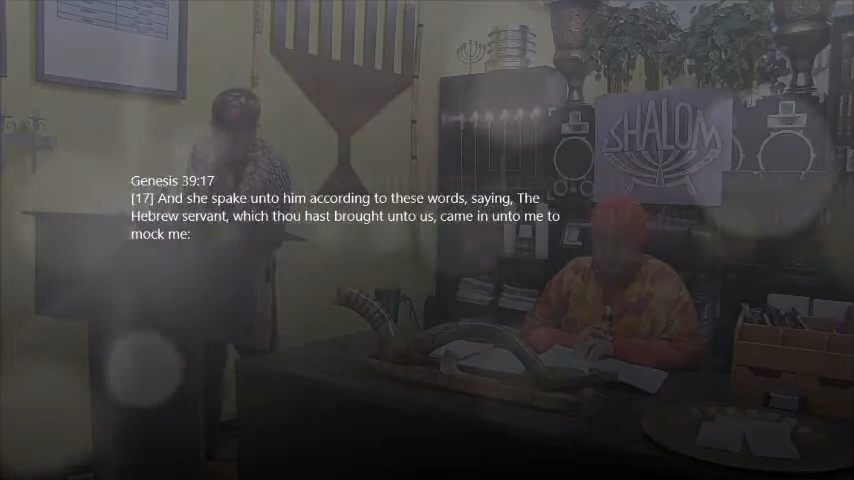 SHALOM
Genesis 39:17
[17] And she spake unto him according to these words, saying, The
Hebrew servant, which thou hast brought unto us, came in unto me to
mock me: